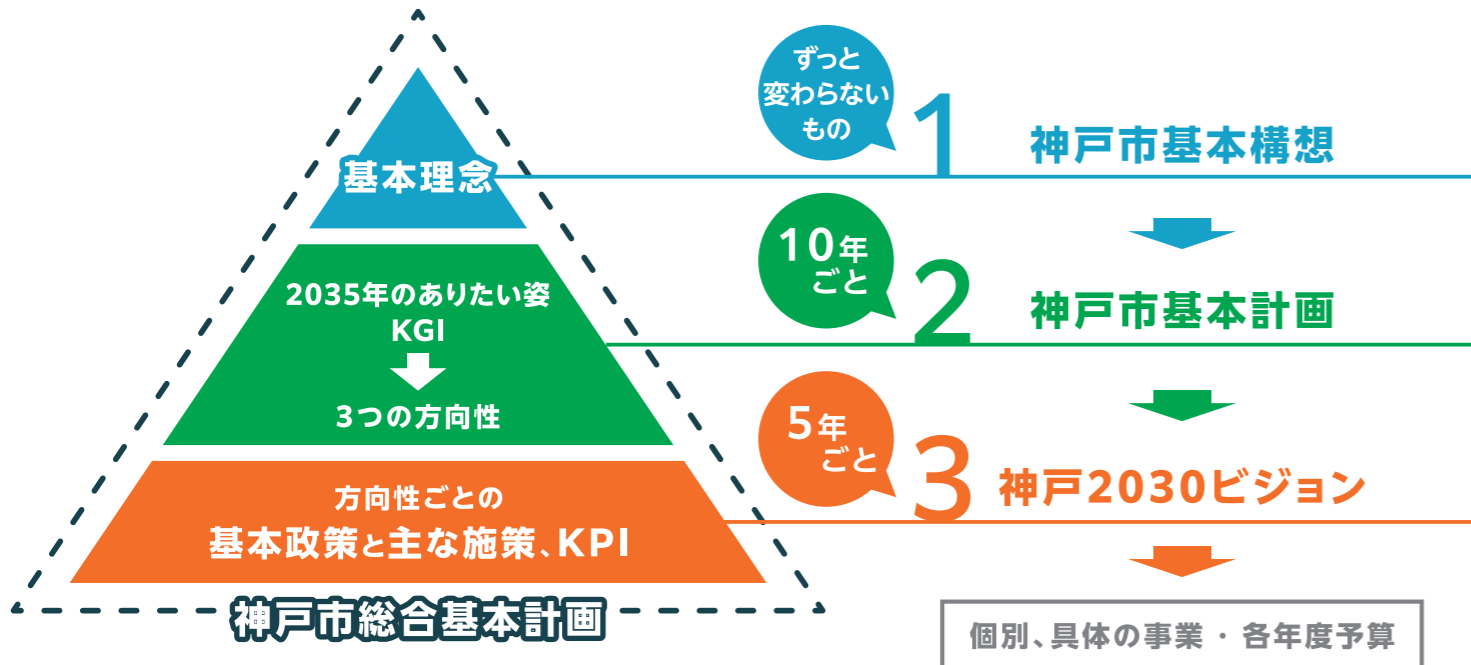 基本理念
2035年のありたい姿
KGI
3つの方向性
方向性ごとの
基本政策と主な施策、KPI
神戸市総合基本計画
ずっと
変わらない
もの
1
神戸市基本構想
10年
ごと
2
神戸市基本計画
5年
ごと
3
神戸2030ビジョン
個別、具体の事業・各年度予算